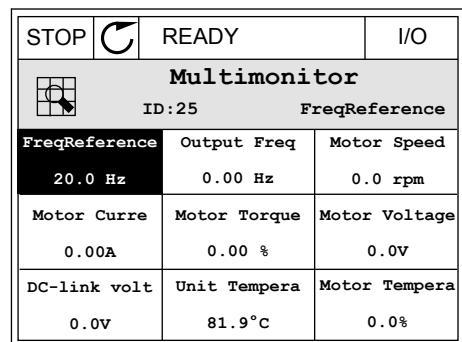 STOP READY I/O
Multimonitor
ID:25 FreqReference
FreqReference Output Freq Motor Speed
20.0 Hz 0.00 Hz 0.0 rpm
Motor Curre Motor Torque Motor Voltage
0.00A 0.00 % 0.0V
DC-link volt Unit Tempera Motor Tempera
0.0V 81.9°C 0.0%